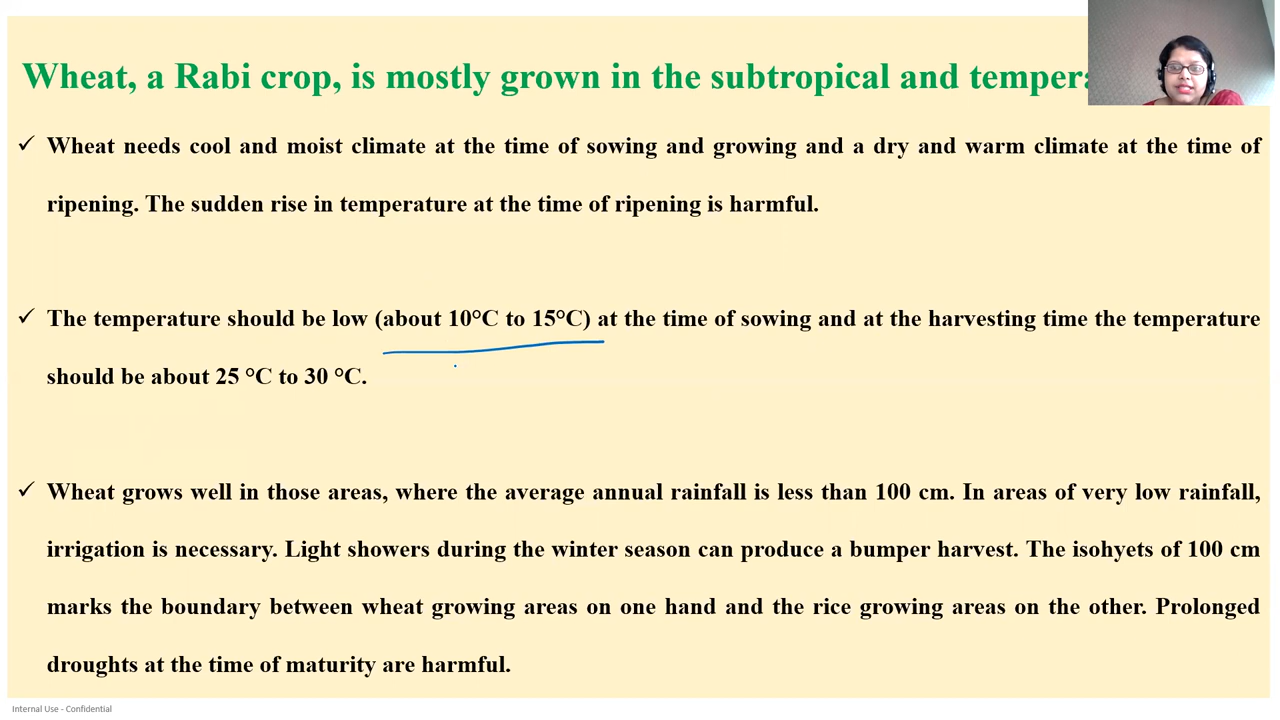 Wheat, a Rabi crop, is mostly grown in the subtropical and
✓ Wheat needs cool and moist climate at the time of sowing and growing and a dry and warm climate at the time of
ripening. The sudden rise in temperature at the time of ripening is harmful.
✓ The temperature should be low (about 10°C to 15°C) at the time of sowing and at the harvesting time the temperature
should be about 25 °C to 30 °C.
✓ Wheat grows well in those areas, where the average annual rainfall is less than 100 cm. In areas of very low rainfall,
irrigation is necessary. Light showers during the winter season can produce a bumper harvest. The isohyets of 100 cm
marks the boundary between wheat growing areas on one hand and the rice growing areas on the other. Prolonged
droughts at the time of maturity are harmful.
Internal Use - Confidential